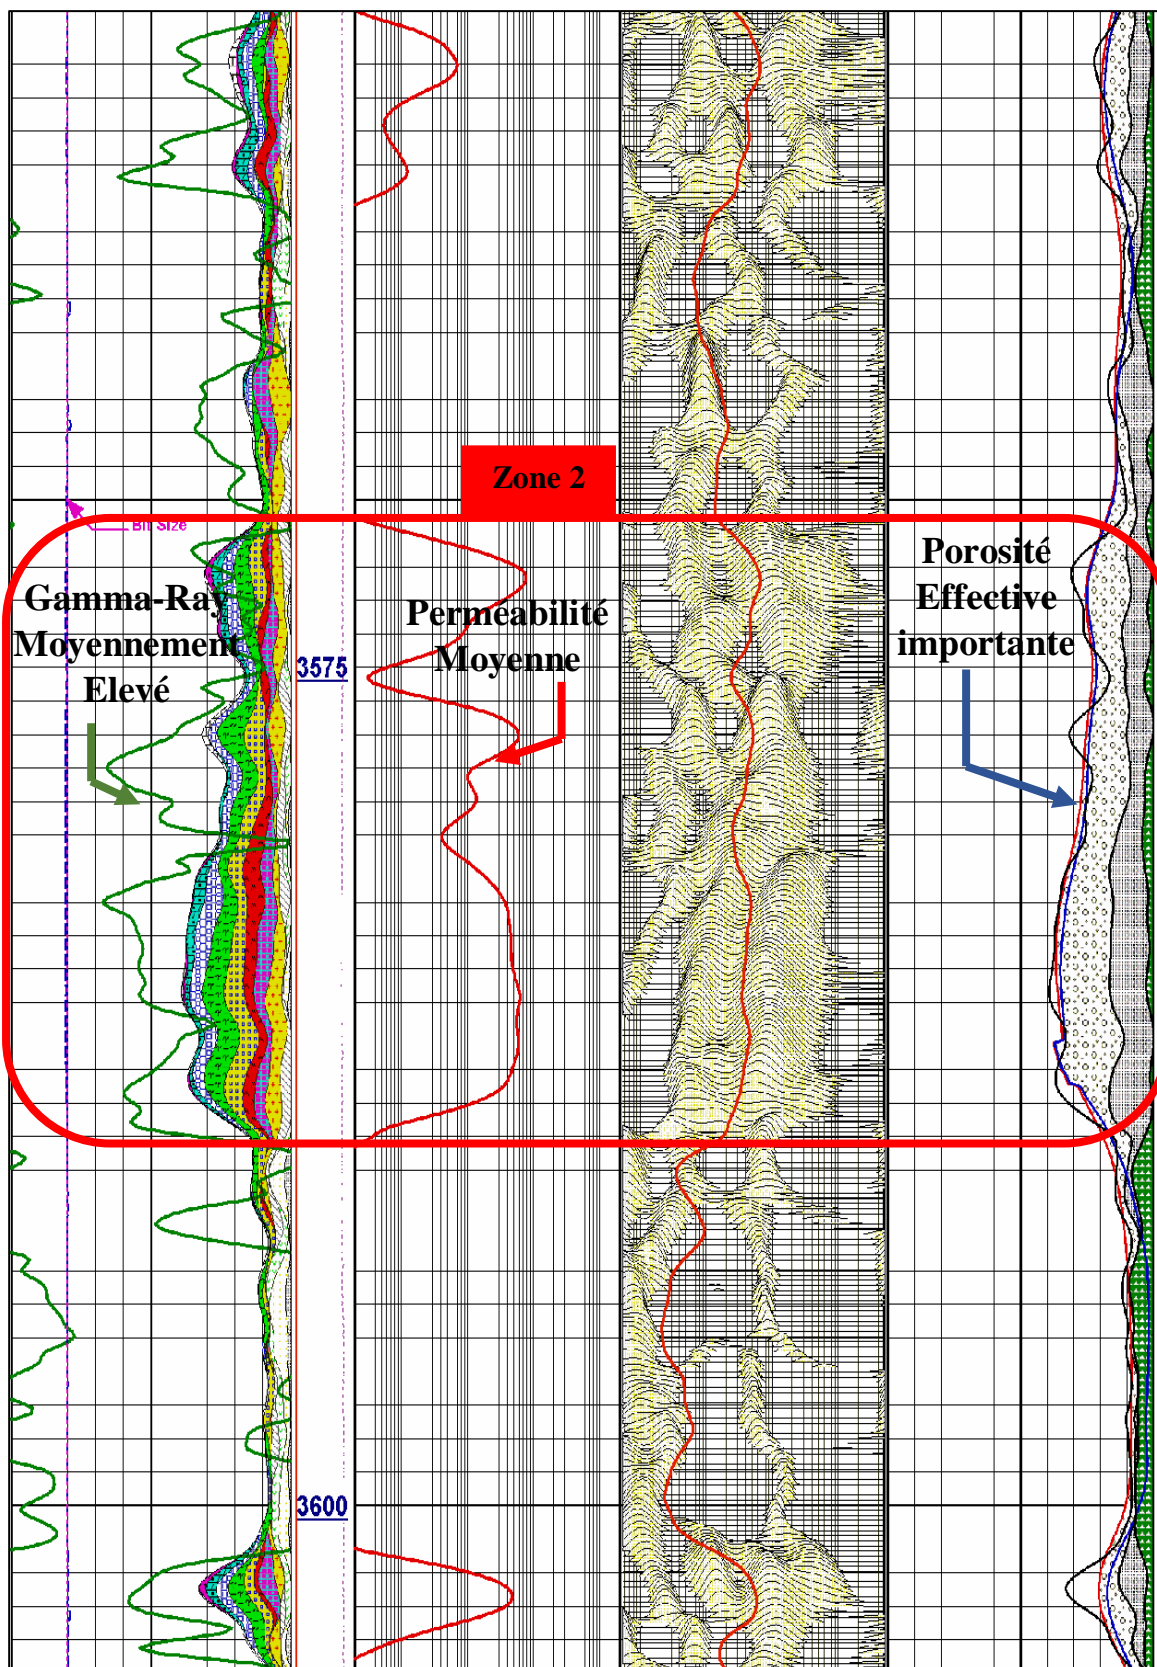 Zone 2
Bit Size
Gamma-Ray
Moyennement
Elevé
3575
Perméabilité
Moyenne
Porosité
Effective
importante
3600